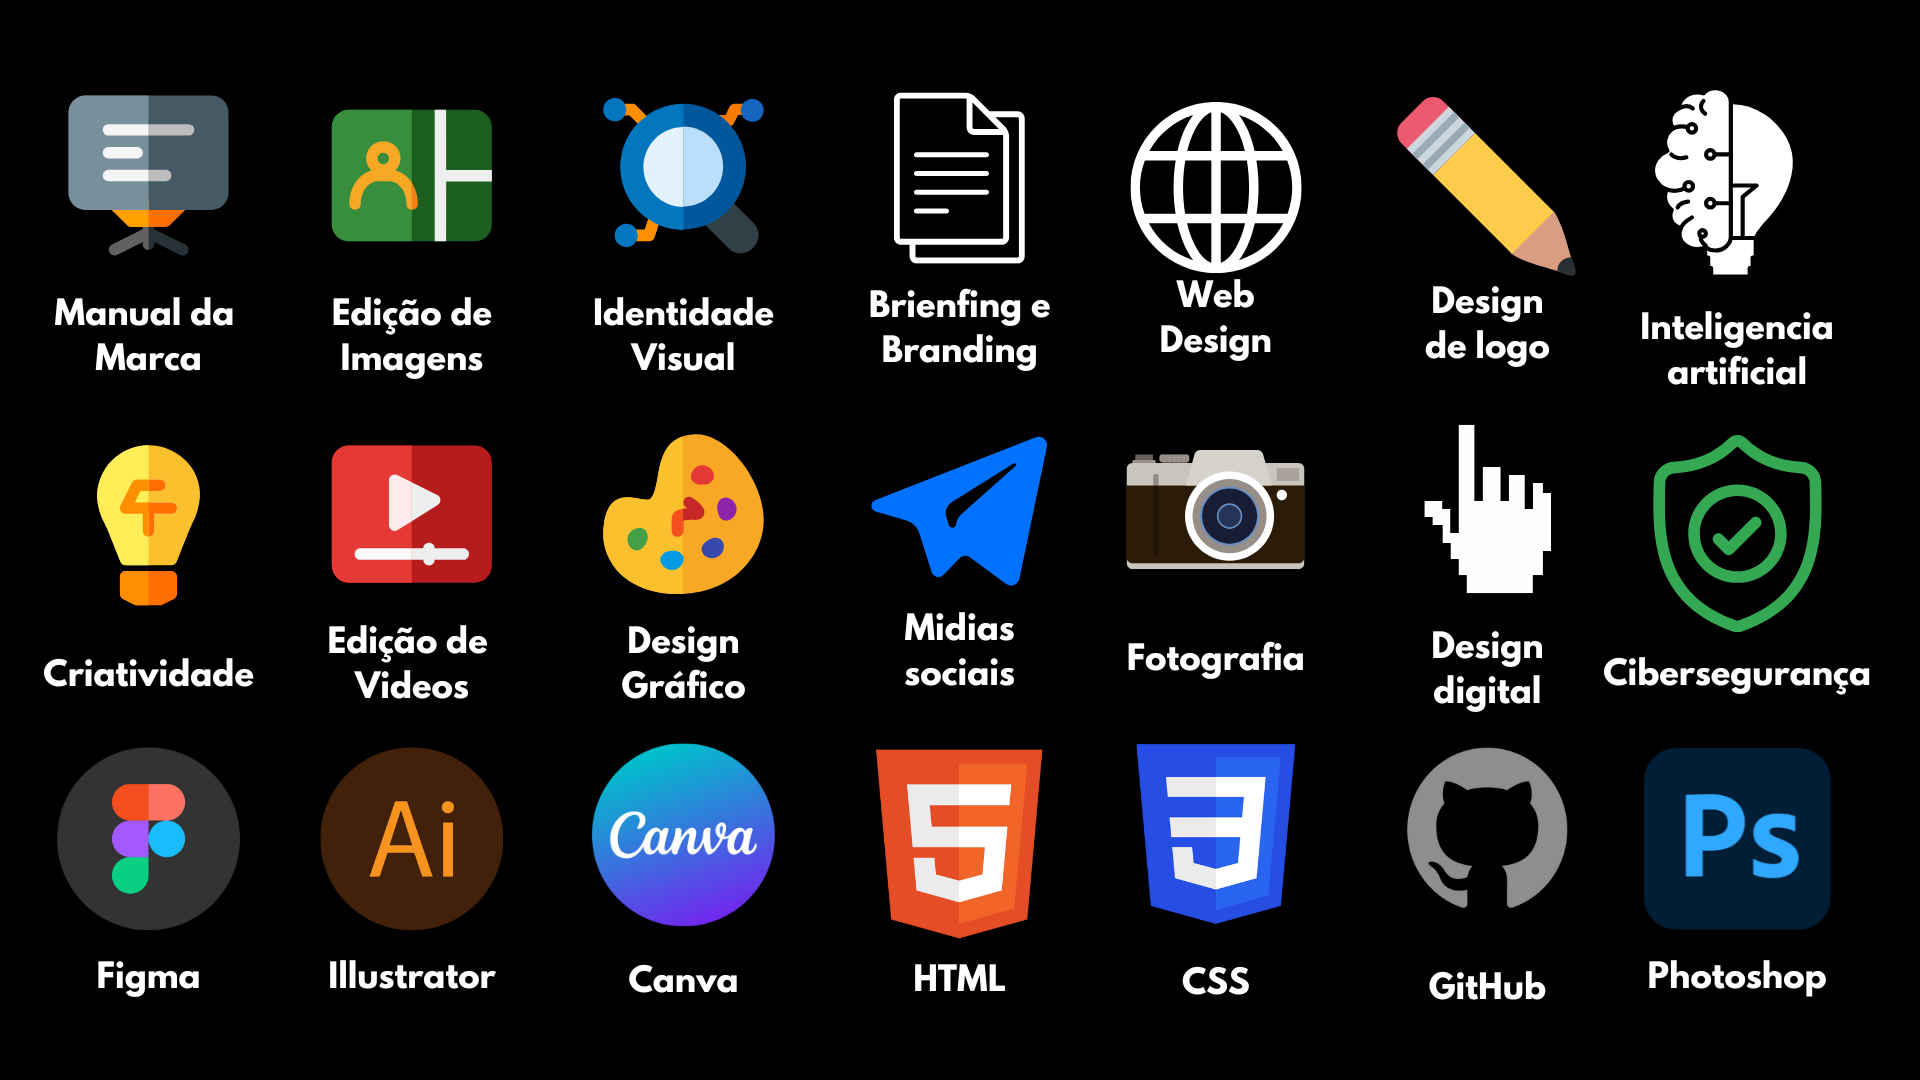 Manual da
Marca
Edição de
Imagens
Identidade
Visual
Brienfing e
Branding
Web
Design
Design
de logo
Inteligencia
artificial
Criatividade
Edição de
Videos
Design
Gráfico
Midias
sociais
Fotografia
Design
digital
Cibersegurança
Ai
Canva
5
3
Ps
Figma
Illustrator
Canva
HTML
CSS
GitHub
Photoshop